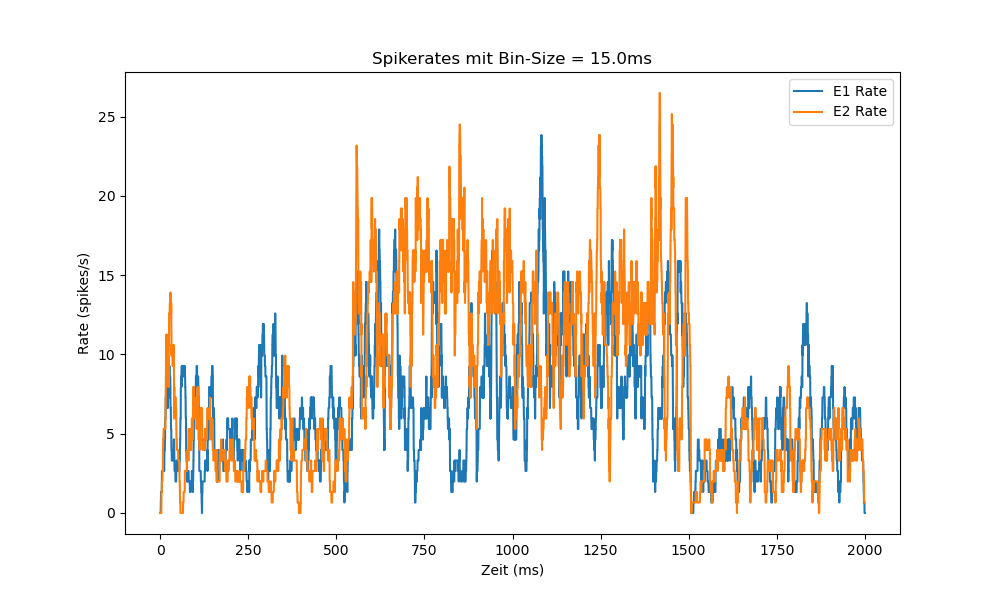 Spikerates mit Bin-Size = 15.0ms
E1 Rate
E2 Rate
Rate (spikes/s)
25
20
15
10
5
0
0 250 500 750 1000 1250 1500 1750 2000
Zeit (ms)